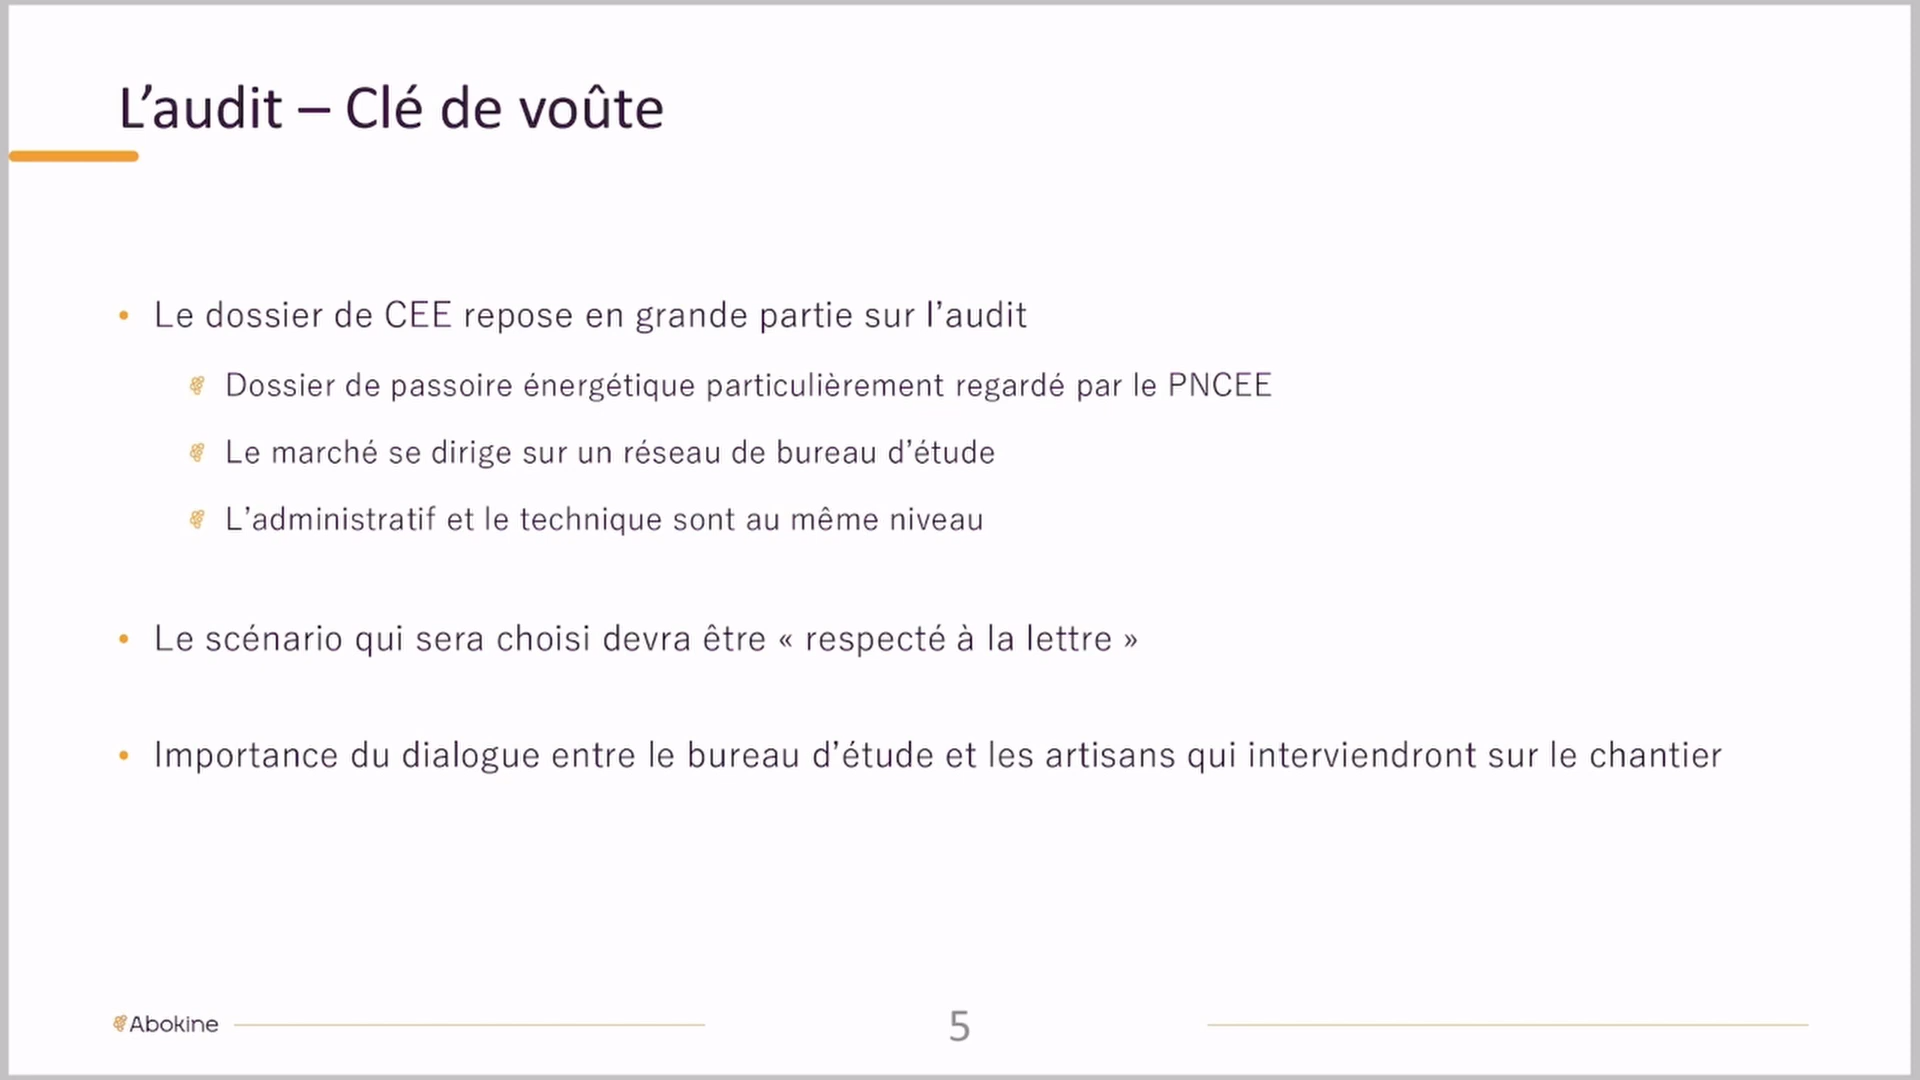 L’audit – Clé de voûte
• Le dossier de CEE repose en grande partie sur l’audit
Dossier de passoire énergétique particulièrement regardé par le PNCEE
Le marché se dirige sur un réseau de bureau d’étude
L’administratif et le technique sont au même niveau
• Le scénario qui sera choisi devra être « respecté à la lettre »
• Importance du dialogue entre le bureau d’étude et les artisans qui interviendront sur le chantier
Abokine
5